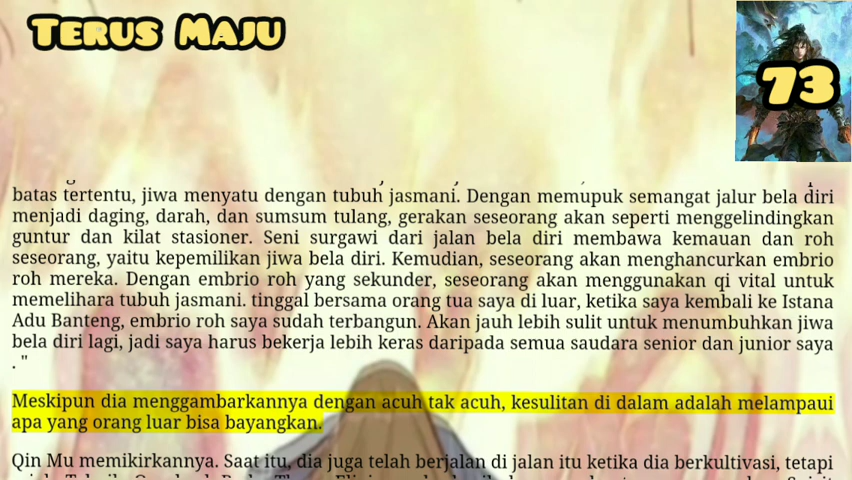 TERUS MAJU
73
batas tertentu, jiwa menyatu dengan tubuh jasmani. Dengan memupuk semangat jalur bela diri
menjadi daging, darah, dan sumsum tulang, gerakan seseorang akan seperti menggelindingkan
guntur dan kilat stasioner. Seni surgawi dari jalan bela diri membawa kemauan dan roh
seseorang, yaitu kepemilikan jiwa bela diri. Kemudian, seseorang akan menghancurkan embrio
roh mereka. Dengan embrio roh yang sekunder, seseorang akan menggunakan qi vital untuk
memelihara tubuh jasmani. tinggal bersama orang tua saya di luar, ketika saya kembali ke Istana
Adu Banteng, embrio roh saya sudah terbangun. Akan jauh lebih sulit untuk menumbuhkan jiwa
bela diri lagi, jadi saya harus bekerja lebih keras daripada semua saudara senior dan junior saya
. "
Meskipun dia menggambarkannya dengan acuh tak acuh, kesulitan di dalam adalah melampaui
apa yang orang luar bisa bayangkan.
Qin Mu memikirkannya. Saat itu, dia juga telah berjalan di jalan itu ketika dia berkultivasi, tetapi